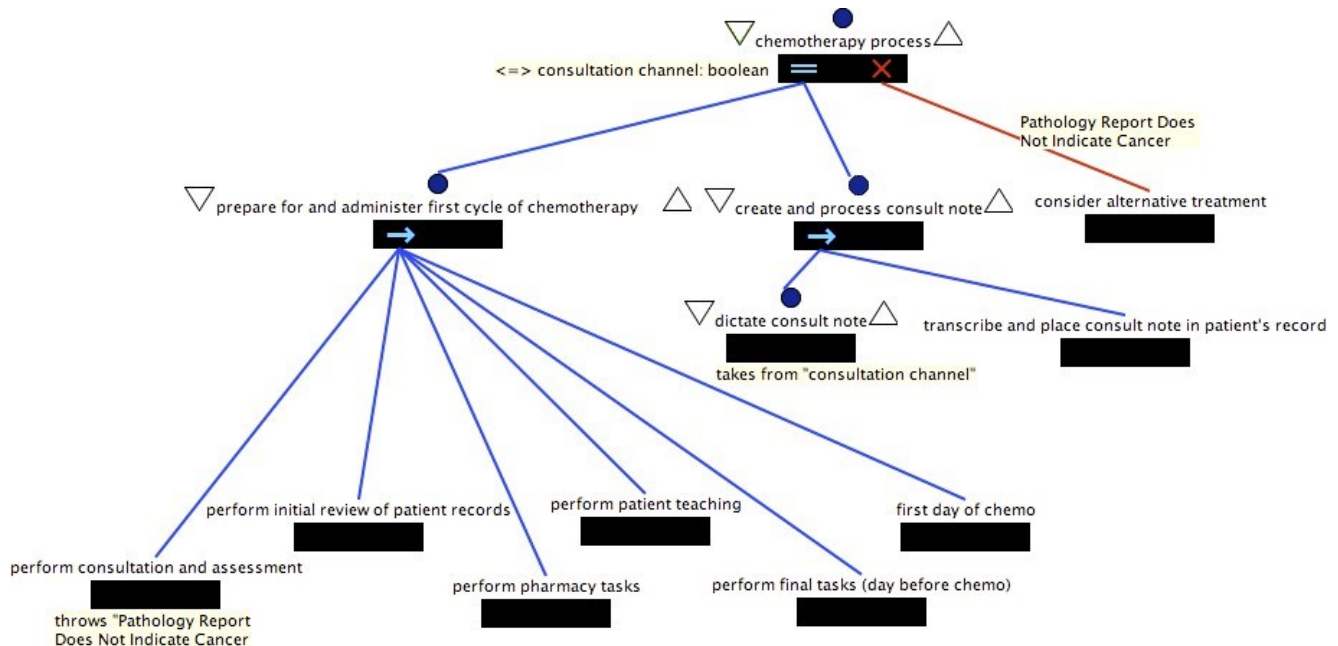 chemotherapy process
<=> consultation channel: boolean
Pathology Report Does
Not Indicate Cancer
prepare for and administer first cycle of chemotherapy
create and process consult note
consider alternative treatment
dictate consult note
takes from "consultation channel"
transcribe and place consult note in patient's record
perform consultation and assessment
throws "Pathology Report
Does Not Indicate Cancer
perform initial review of patient records
perform pharmacy tasks
perform patient teaching
perform final tasks (day before chemo)
first day of chemo